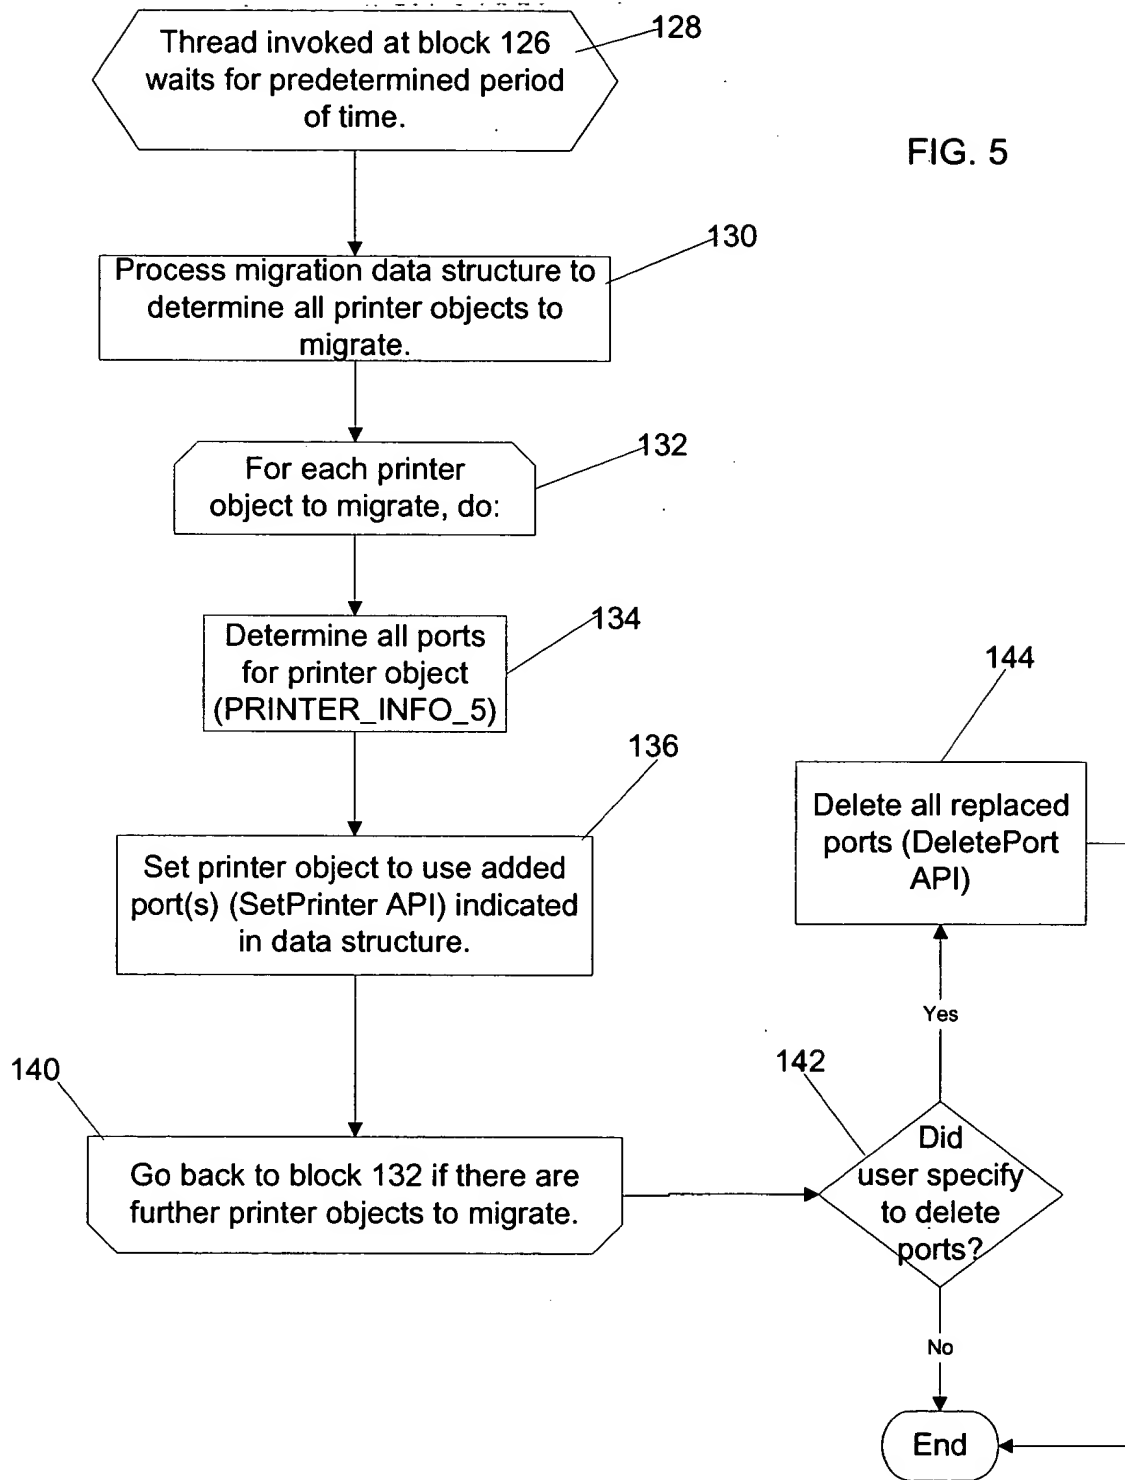 Thread invoked at block 126
waits for predetermined period
of time.
128
FIG. 5
130
Process migration data structure to
determine all printer objects to
migrate.
132
For each printer
object to migrate, do:
134
Determine all ports
for printer object
(PRINTER_INFO_5)
136
Set printer object to use added
port(s) (SetPrinter API) indicated
in data structure.
140
Go back to block 132 if there are
further printer objects to migrate.
142
Did
user specify
to delete
ports?
Yes
144
Delete all replaced
ports (DeletePort
API)
No
End